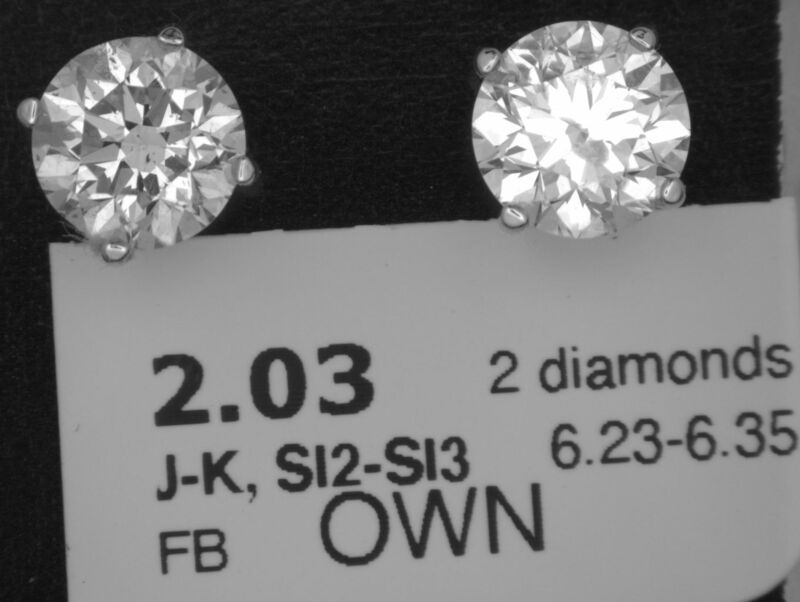 2.03 2 diamonds
J-K, SI2-SI3 6.23-6.35
FB OWN